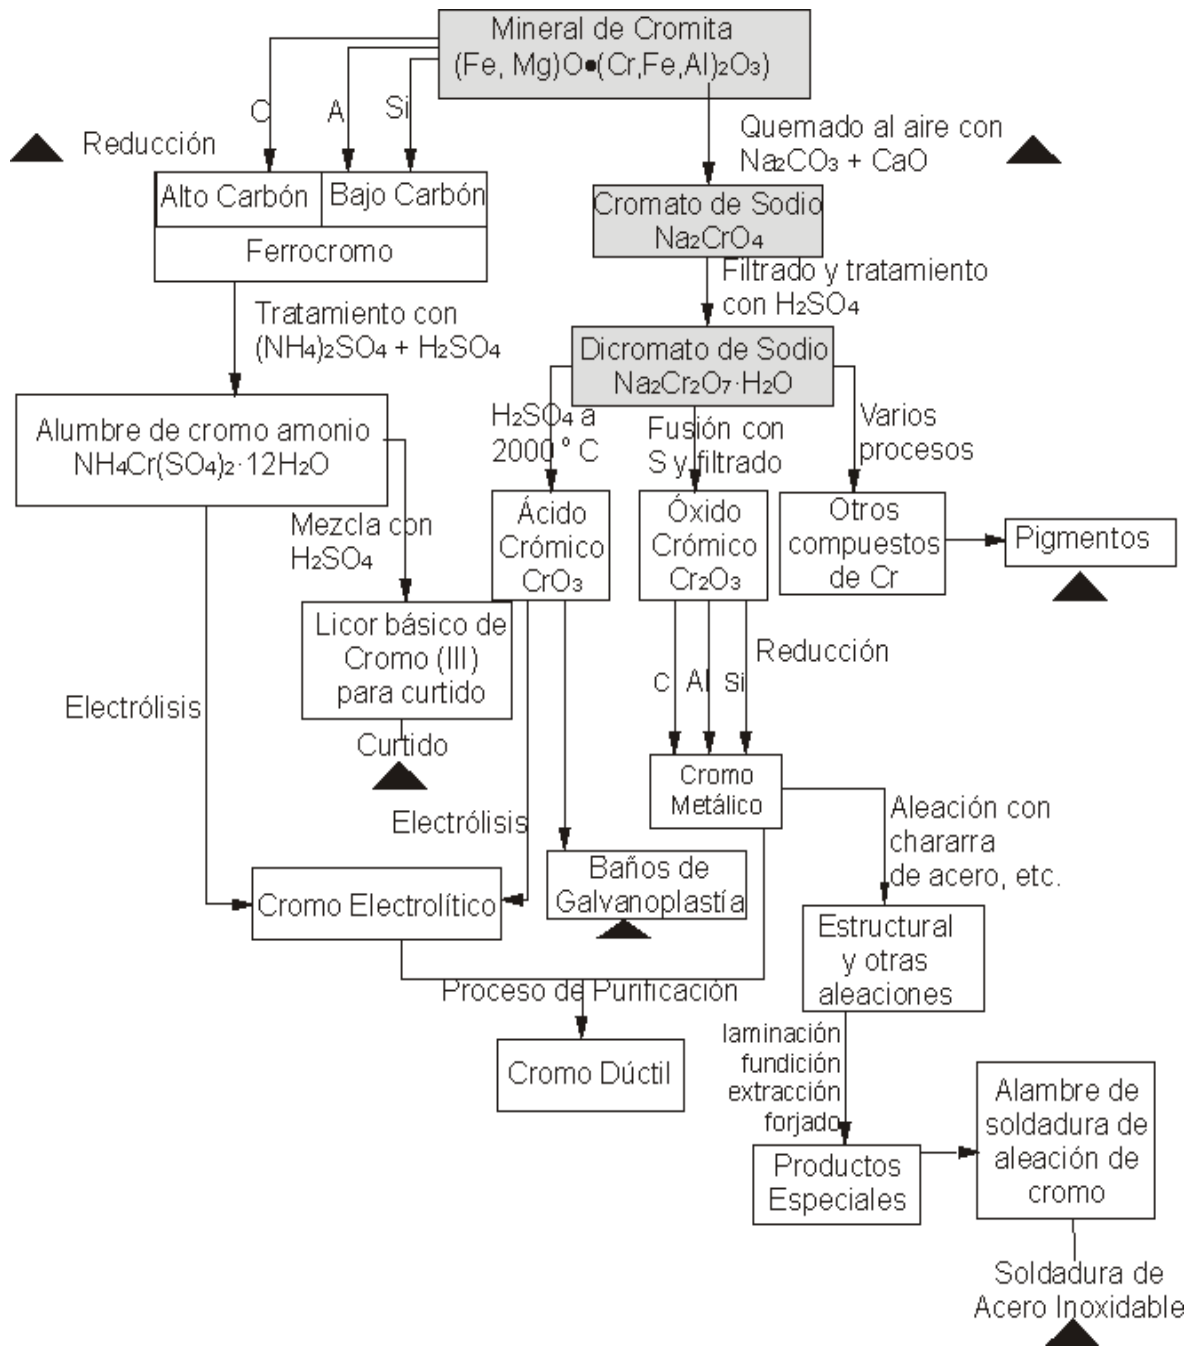 Mineral de Cromita
(Fe, Mg)O●(Cr,Fe,Al)₂O₃)
C
A
Si
Reducción
Quemado al aire con
Na₂CO₃ + CaO
Alto Carbón
Bajo Carbón
Ferrocromo
Cromato de Sodio
Na₂CrO₄
Filtrado y tratamiento
con H₂SO₄
Tratamiento con
(NH₄)₂SO₄ + H₂SO₄
Dicromato de Sodio
Na₂Cr₂O₇·H₂O
Alumbre de cromo amonio
NH₄Cr(SO₄)₂·12H₂O
H₂SO₄ a
2000 º C
Fusión con
S y filtrado
Varios
procesos
Mezcla con
H₂SO₄
Ácido
Crómico
CrO₃
Óxido
Crómico
Cr₂O₃
Otros
compuestos
de Cr
Pigmentos
Licor básico de
Cromo (III)
para curtido
Reducción
C
Al
Si
Electrólisis
Curtido
Cromo
Metálico
Electrólisis
Aleación con
chararra
de acero, etc.
Baños de
Galvanoplastía
Cromo Electrolítico
Estructural
y otras
aleaciones
Proceso de Purificación
Cromo Dúctil
laminación
fundición
extracción
forjado
Alambre de
soldadura de
aleación de
cromo
Productos
Especiales
Soldadura de
Acero Inoxidable